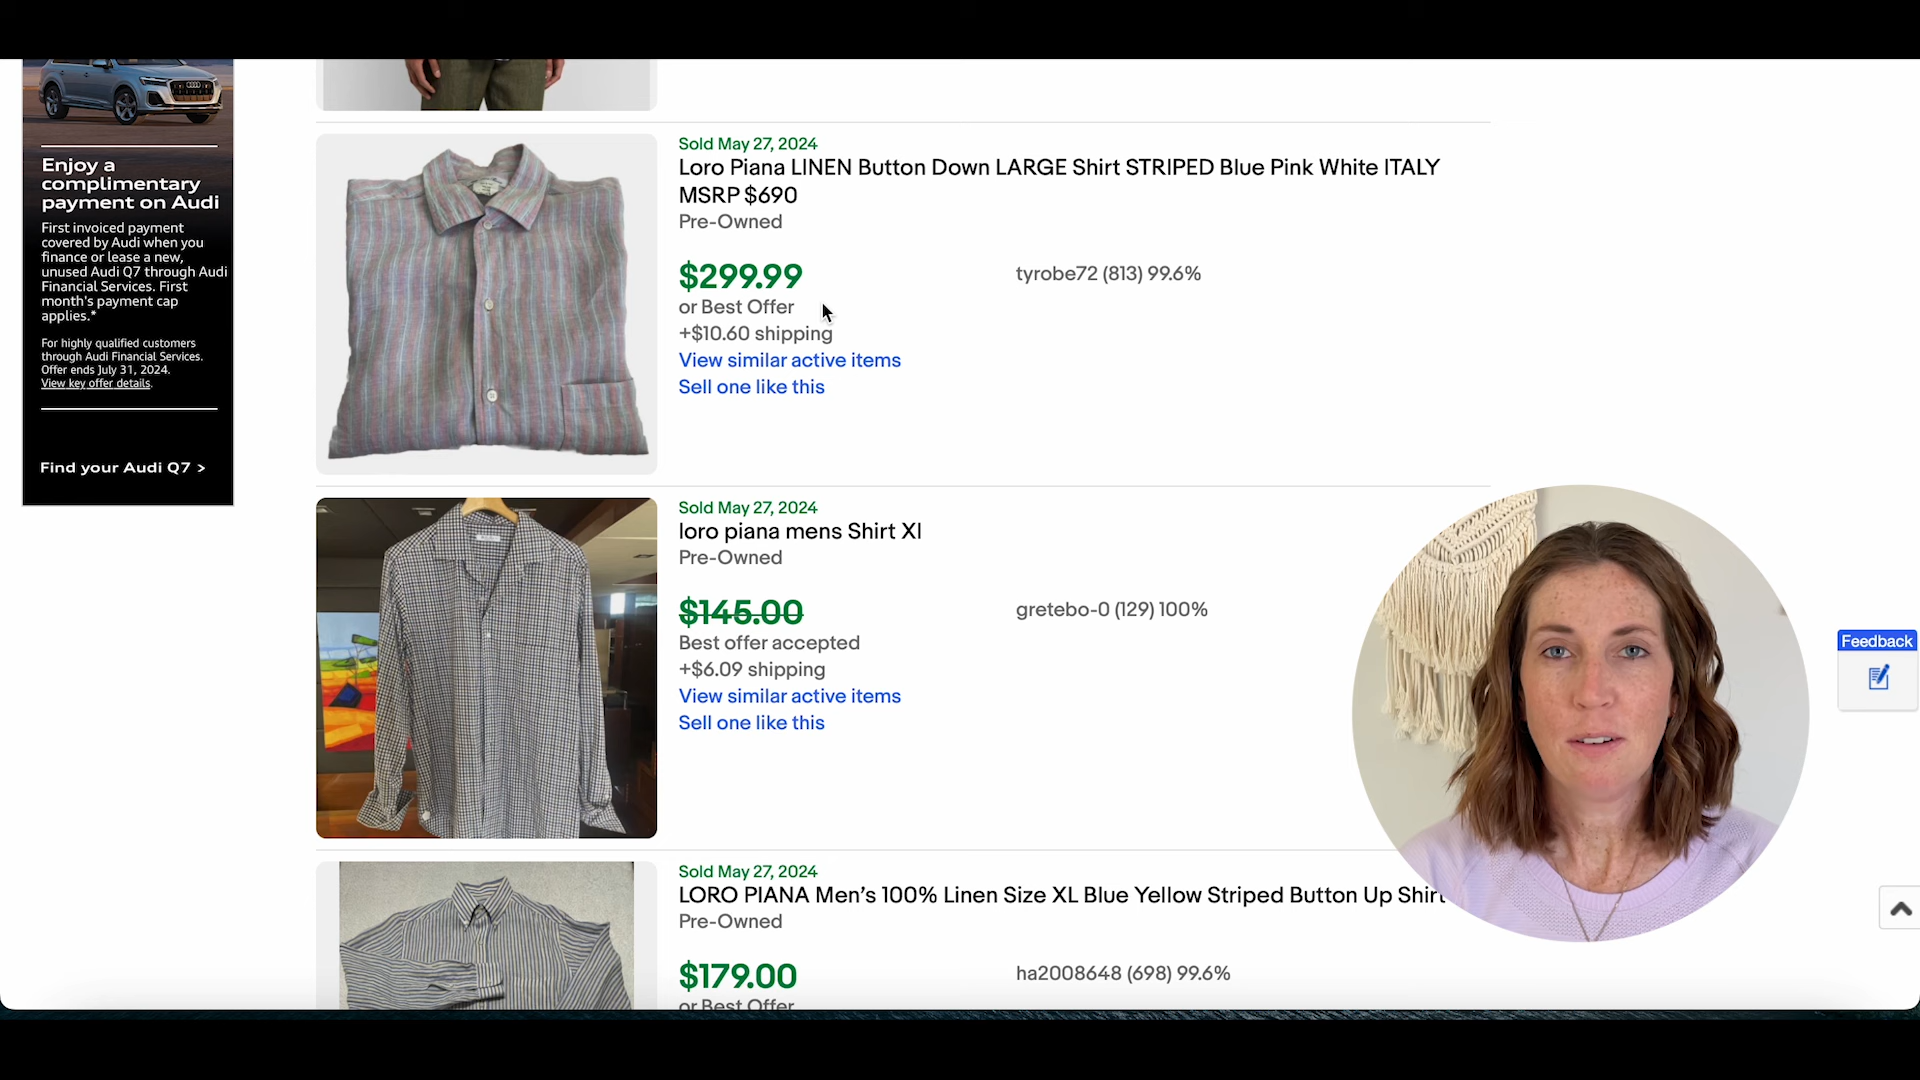 Enjoy a
complimentary
payment on Audi
First invoiced payment
covered by Audi when you
finance or lease a new,
unused Audi Q7 through Audi
Financial Services. First
month's payment cap
applies.*
For highly qualified customers
through Audi Financial Services.
Offer ends July 31, 2024.
View key offer details.
Find your Audi Q7 >
Sold May 27, 2024
Loro Piana LINEN Button Down LARGE Shirt STRIPED Blue Pink White ITALY
MSRP $690
Pre-Owned
$299.99
tyrobe72 (813) 99.6%
or Best Offer
+$10.60 shipping
View similar active items
Sell one like this
Sold May 27, 2024
loro piana mens Shirt Xl
Pre-Owned
$145.00
gretebo-0 (129) 100%
Best offer accepted
+$6.09 shipping
View similar active items
Sell one like this
Sold May 27, 2024
LORO PIANA Men's 100% Linen Size XL Blue Yellow Striped Button Up Shirt
Pre-Owned
$179.00
ha2008648 (698) 99.6%
or Best Offer
Feedback